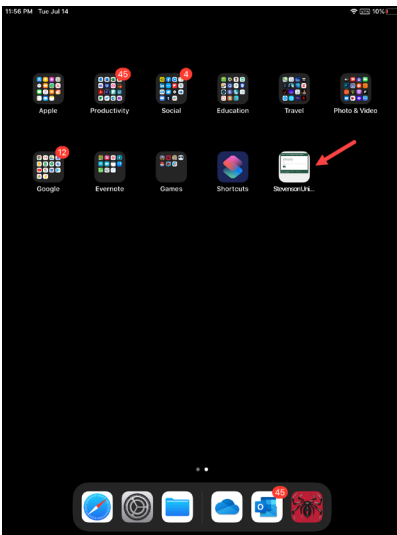 11:56 PM Tue Jul 14
10%
45
4
Apple
Productivity
Social
Education
Travel
Photo & Video
12
Google
Evernote
Games
Shortcuts
StevensonUni...
45